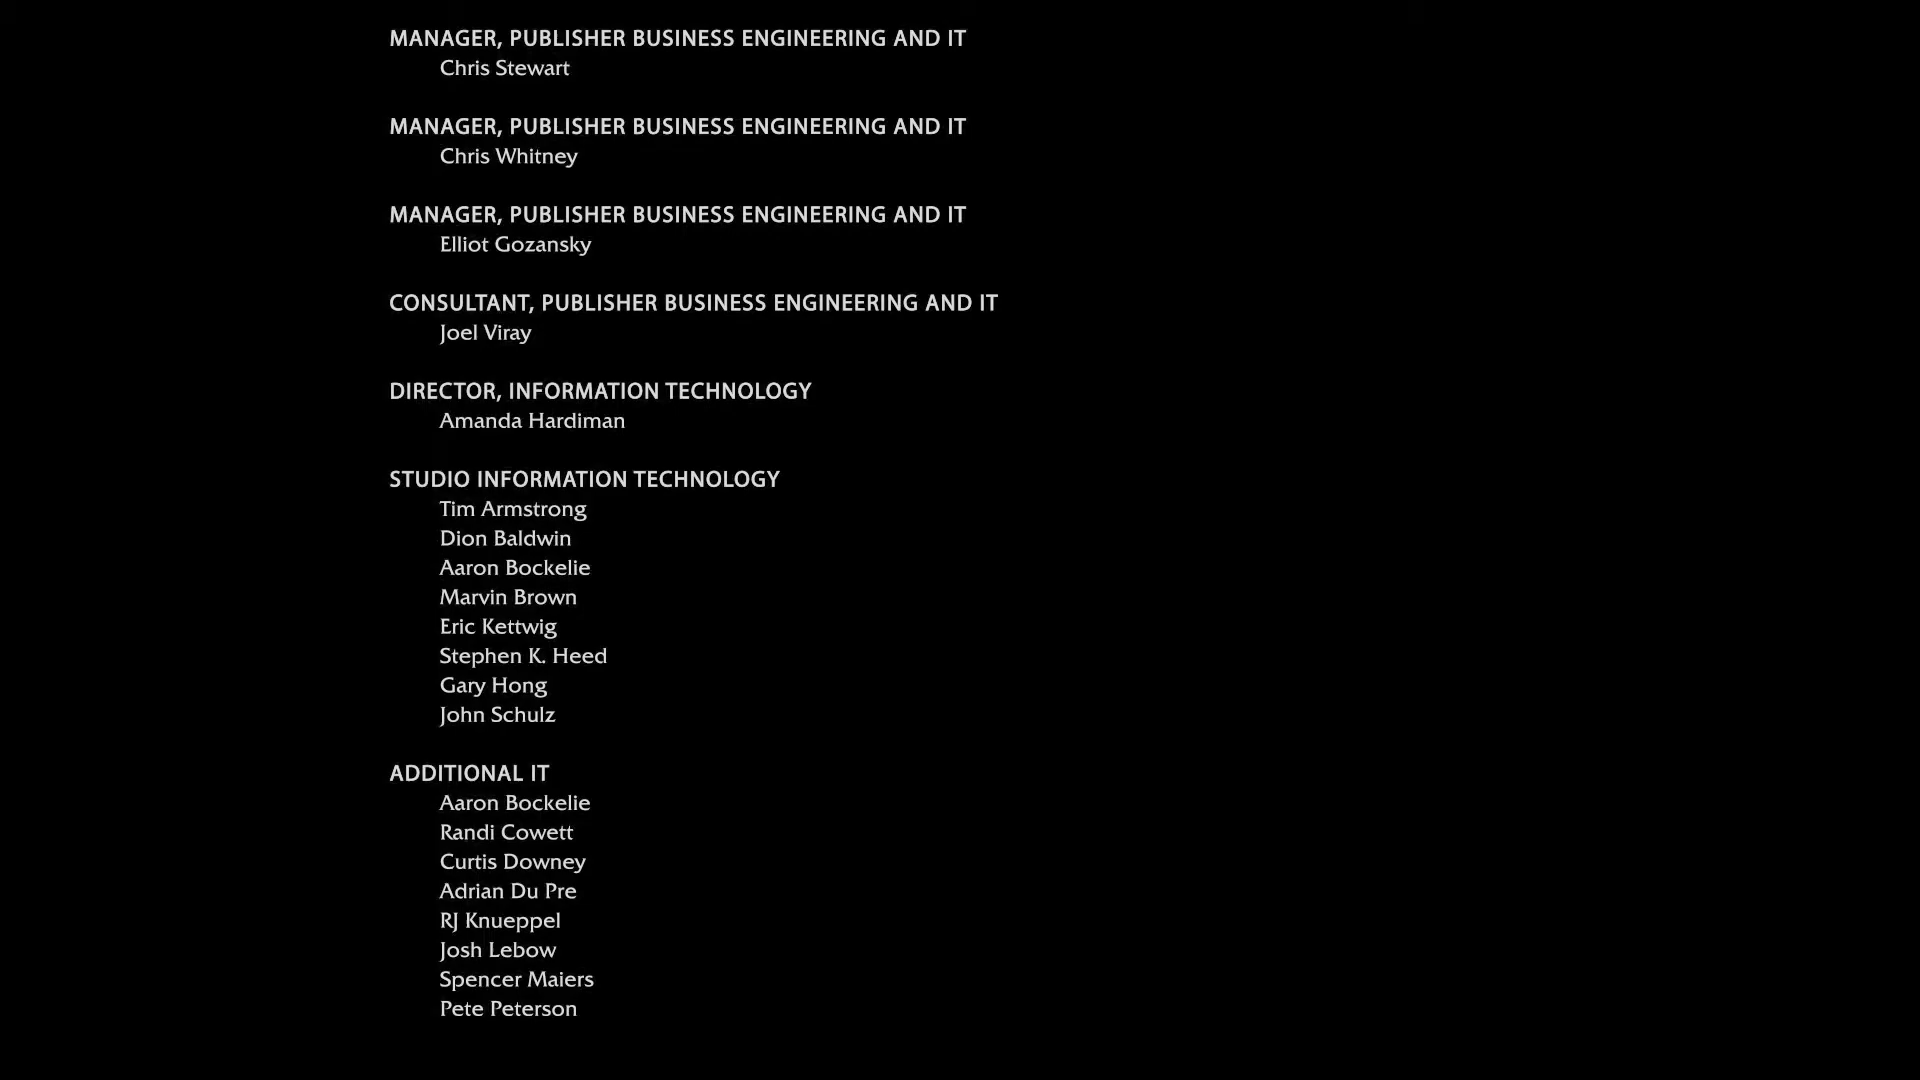 MANAGER, PUBLISHER BUSINESS ENGINEERING AND IT
Chris Stewart
MANAGER, PUBLISHER BUSINESS ENGINEERING AND IT
Chris Whitney
MANAGER, PUBLISHER BUSINESS ENGINEERING AND IT
Elliot Gozansky
CONSULTANT, PUBLISHER BUSINESS ENGINEERING AND IT
Joel Viray
DIRECTOR, INFORMATION TECHNOLOGY
Amanda Hardiman
STUDIO INFORMATION TECHNOLOGY
Tim Armstrong
Dion Baldwin
Aaron Bockelie
Marvin Brown
Eric Kettwig
Stephen K. Heed
Gary Hong
John Schulz
ADDITIONAL IT
Aaron Bockelie
Randi Cowett
Curtis Downey
Adrian Du Pre
RJ Knueppel
Josh Lebow
Spencer Maiers
Pete Peterson